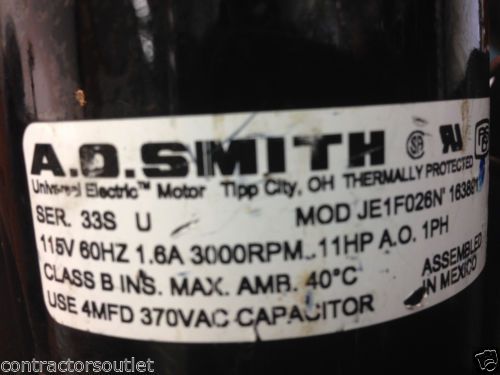 A.O.SMITH
Universal Electric™ Motor Tipp City, OH THERMALLY PROTECTED
SER. 33S U MOD JE1F026N
115V 60HZ 1.6A 3000RPM .11HP A.O. 1PH
CLASS B INS. MAX. AMB. 40°C ASSEMBLED
USE 4MFD 370VAC CAPACITOR IN MEXICO
contractorsoutlet